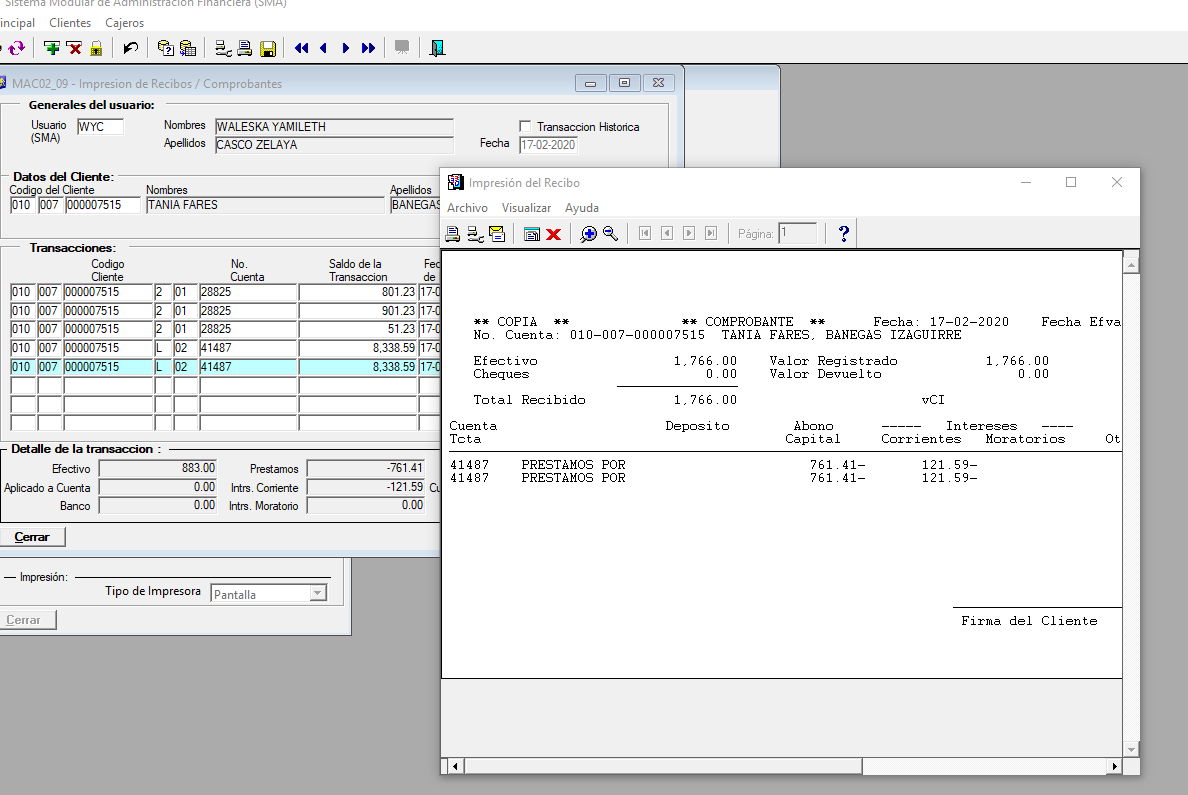 Sistema Modular de Administracion Financiera (SMA)
incipal Clientes Cajeros
MAC02_09 - Impresion de Recibos / Comprobantes
Generales del usuario:
Usuario (SMA) WYC
Nombres WALESKA YAMILETH
Apellidos CASCO ZELAYA
Transaccion Historica
Fecha 17-02-2020
Datos del Cliente:
Codigo del Cliente Nombres Apellidos
010 007 000007515 TANIA FARES BANEGAS
Transacciones:
Codigo No. Saldo de la Fec
Cliente Cuenta Transaccion de
010 007 000007515 2 01 28825 801.23 17-0
010 007 000007515 2 01 28825 901.23 17-0
010 007 000007515 2 01 28825 51.23 17-0
010 007 000007515 L 02 41487 8,338.59 17-0
010 007 000007515 L 02 41487 8,338.59 17-0
Detalle de la transaccion :
Efectivo 883.00 Prestamos -761.41
Aplicado a Cuenta 0.00 Intrs. Corriente -121.59 Cu
Banco 0.00 Intrs. Moratorio 0.00
Cerrar
Impresión:
Tipo de Impresora Pantalla
Cerrar
Impresión del Recibo
Archivo Visualizar Ayuda
Página: 1
** COPIA ** ** COMPROBANTE ** Fecha: 17-02-2020 Fecha Efva
No. Cuenta: 010-007-000007515 TANIA FARES, BANEGAS IZAGUIRRE
Efectivo 1,766.00 Valor Registrado 1,766.00
Cheques 0.00 Valor Devuelto 0.00
Total Recibido 1,766.00 vCI
Cuenta Deposito Abono ----- Intereses ----
Tcta Capital Corrientes Moratorios Ot
41487 PRESTAMOS POR 761.41- 121.59-
41487 PRESTAMOS POR 761.41- 121.59-
Firma del Cliente